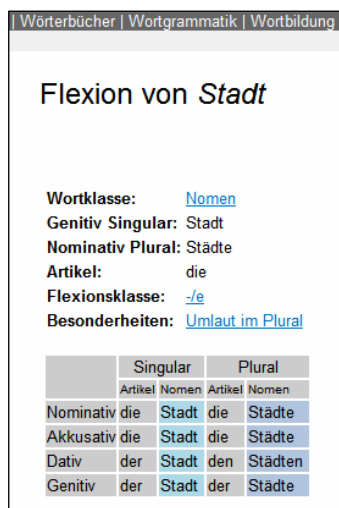 | Wörterbücher | Wortgrammatik | Wortbildung
Flexion von Stadt
Wortklasse: Nomen
Genitiv Singular: Stadt
Nominativ Plural: Städte
Artikel: die
Flexionsklasse: -/e
Besonderheiten: Umlaut im Plural
Singular Plural
Artikel Nomen Artikel Nomen
Nominativ die Stadt die Städte
Akkusativ die Stadt die Städte
Dativ der Stadt den Städten
Genitiv der Stadt der Städte